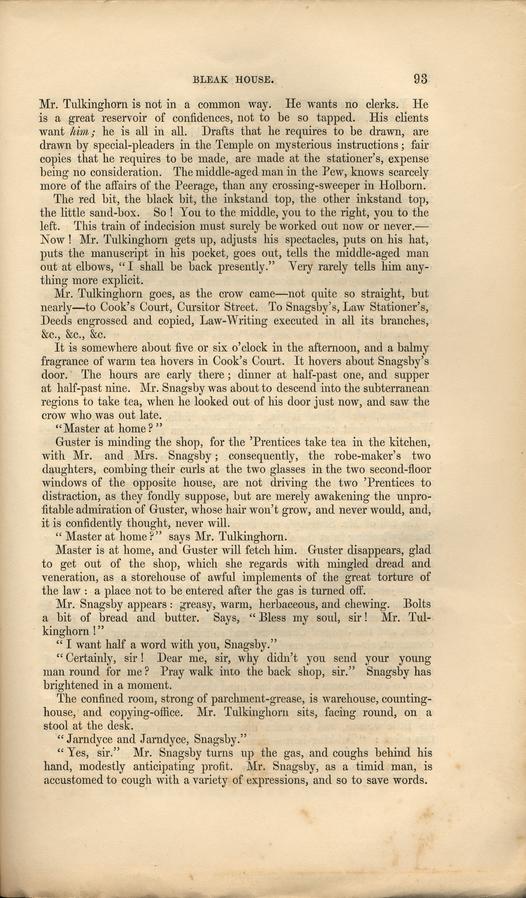 BLEAK HOUSE. 93
Mr. Tulkinghorn is not in a common way. He wants no clerks. He
is a great reservoir of confidences, not to be so tapped. His clients
want him; he is all in all. Drafts that he requires to be drawn, are
drawn by special-pleaders in the Temple on mysterious instructions; fair
copies that he requires to be made, are made at the stationer's, expense
being no consideration. The middle-aged man in the Pew, knows scarcely
more of the affairs of the Peerage, than any crossing-sweeper in Holborn.
The red bit, the black bit, the inkstand top, the other inkstand top,
the little sand-box. So! You to the middle, you to the right, you to the
left. This train of indecision must surely be worked out now or never.—
Now! Mr. Tulkinghorn gets up, adjusts his spectacles, puts on his hat,
puts the manuscript in his pocket, goes out, tells the middle-aged man
out at elbows, "I shall be back presently." Very rarely tells him any-
thing more explicit.
Mr. Tulkinghorn goes, as the crow came—not quite so straight, but
nearly—to Cook's Court, Cursitor Street. To Snagsby's, Law Stationer's,
Deeds engrossed and copied, Law-Writing executed in all its branches,
&c., &c., &c.
It is somewhere about five or six o'clock in the afternoon, and a balmy
fragrance of warm tea hovers in Cook's Court. It hovers about Snagsby's
door. The hours are early there; dinner at half-past one, and supper
at half-past nine. Mr. Snagsby was about to descend into the subterranean
regions to take tea, when he looked out of his door just now, and saw the
crow who was out late.
"Master at home?"
Guster is minding the shop, for the 'Prentices take tea in the kitchen,
with Mr. and Mrs. Snagsby; consequently, the robe-maker's two
daughters, combing their curls at the two glasses in the two second-floor
windows of the opposite house, are not driving the two 'Prentices to
distraction, as they fondly suppose, but are merely awakening the unpro-
fitable admiration of Guster, whose hair won't grow, and never would, and,
it is confidently thought, never will.
"Master at home?" says Mr. Tulkinghorn.
Master is at home, and Guster will fetch him. Guster disappears, glad
to get out of the shop, which she regards with mingled dread and
veneration, as a storehouse of awful implements of the great torture of
the law: a place not to be entered after the gas is turned off.
Mr. Snagsby appears: greasy, warm, herbaceous, and chewing. Bolts
a bit of bread and butter. Says, "Bless my soul, sir! Mr. Tul-
kinghorn!"
"I want half a word with you, Snagsby."
"Certainly, sir! Dear me, sir, why didn't you send your young
man round for me? Pray walk into the back shop, sir." Snagsby has
brightened in a moment.
The confined room, strong of parchment-grease, is warehouse, counting-
house, and copying-office. Mr. Tulkinghorn sits, facing round, on a
stool at the desk.
"Jarndyce and Jarndyce, Snagsby."
"Yes, sir." Mr. Snagsby turns up the gas, and coughs behind his
hand, modestly anticipating profit. Mr. Snagsby, as a timid man, is
accustomed to cough with a variety of expressions, and so to save words.